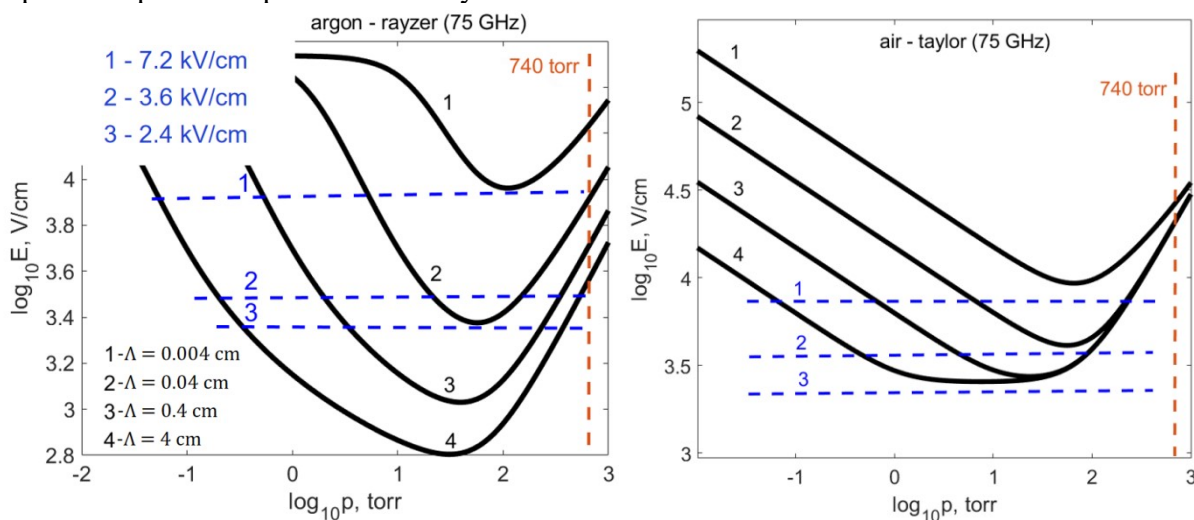 argon - rayzer (75 GHz)
1 - 7.2 kV/cm
2 - 3.6 kV/cm
3 - 2.4 kV/cm
740 torr
1
1
2
2
3
3
4
log10E, V/cm
4
3.8
3.6
3.4
3.2
3
2.8
1-Λ = 0.004 cm
2-Λ = 0.04 cm
3-Λ = 0.4 cm
4-Λ = 4 cm
-2
-1
0
1
2
3
log10p, torr
air - taylor (75 GHz)
740 torr
1
2
3
4
1
2
3
log10E, V/cm
5
4.5
4
3.5
3
-1
0
1
2
3
log10p, torr